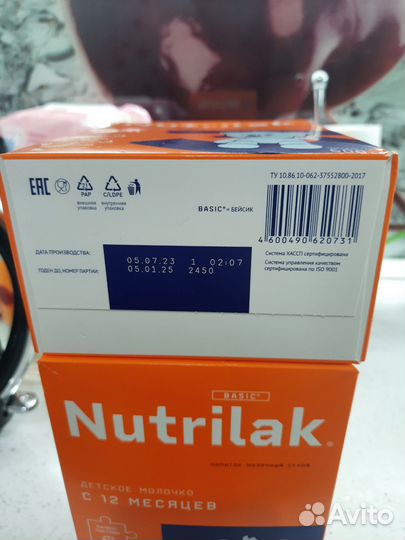 ТУ 10.86.10-062-37552800-2017
EAC
21
PAP
C/LDPE
внешняя
упаковка
внутренняя
упаковка
BASIC® = БЕЙСИК
4 600490 620731
Система ХАССП сертифицирована
Система управления качеством
сертифицирована по ISO 9001
ДАТА ПРОИЗВОДСТВА:
05.07.23 1 02:07
ГОДЕН ДО, НОМЕР ПАРТИИ:
05.01.25 2450
BASIC®
Nutrilak®
напиток молочный сухой
ДЕТСКОЕ МОЛОЧКО
С 12 МЕСЯЦЕВ
Avito